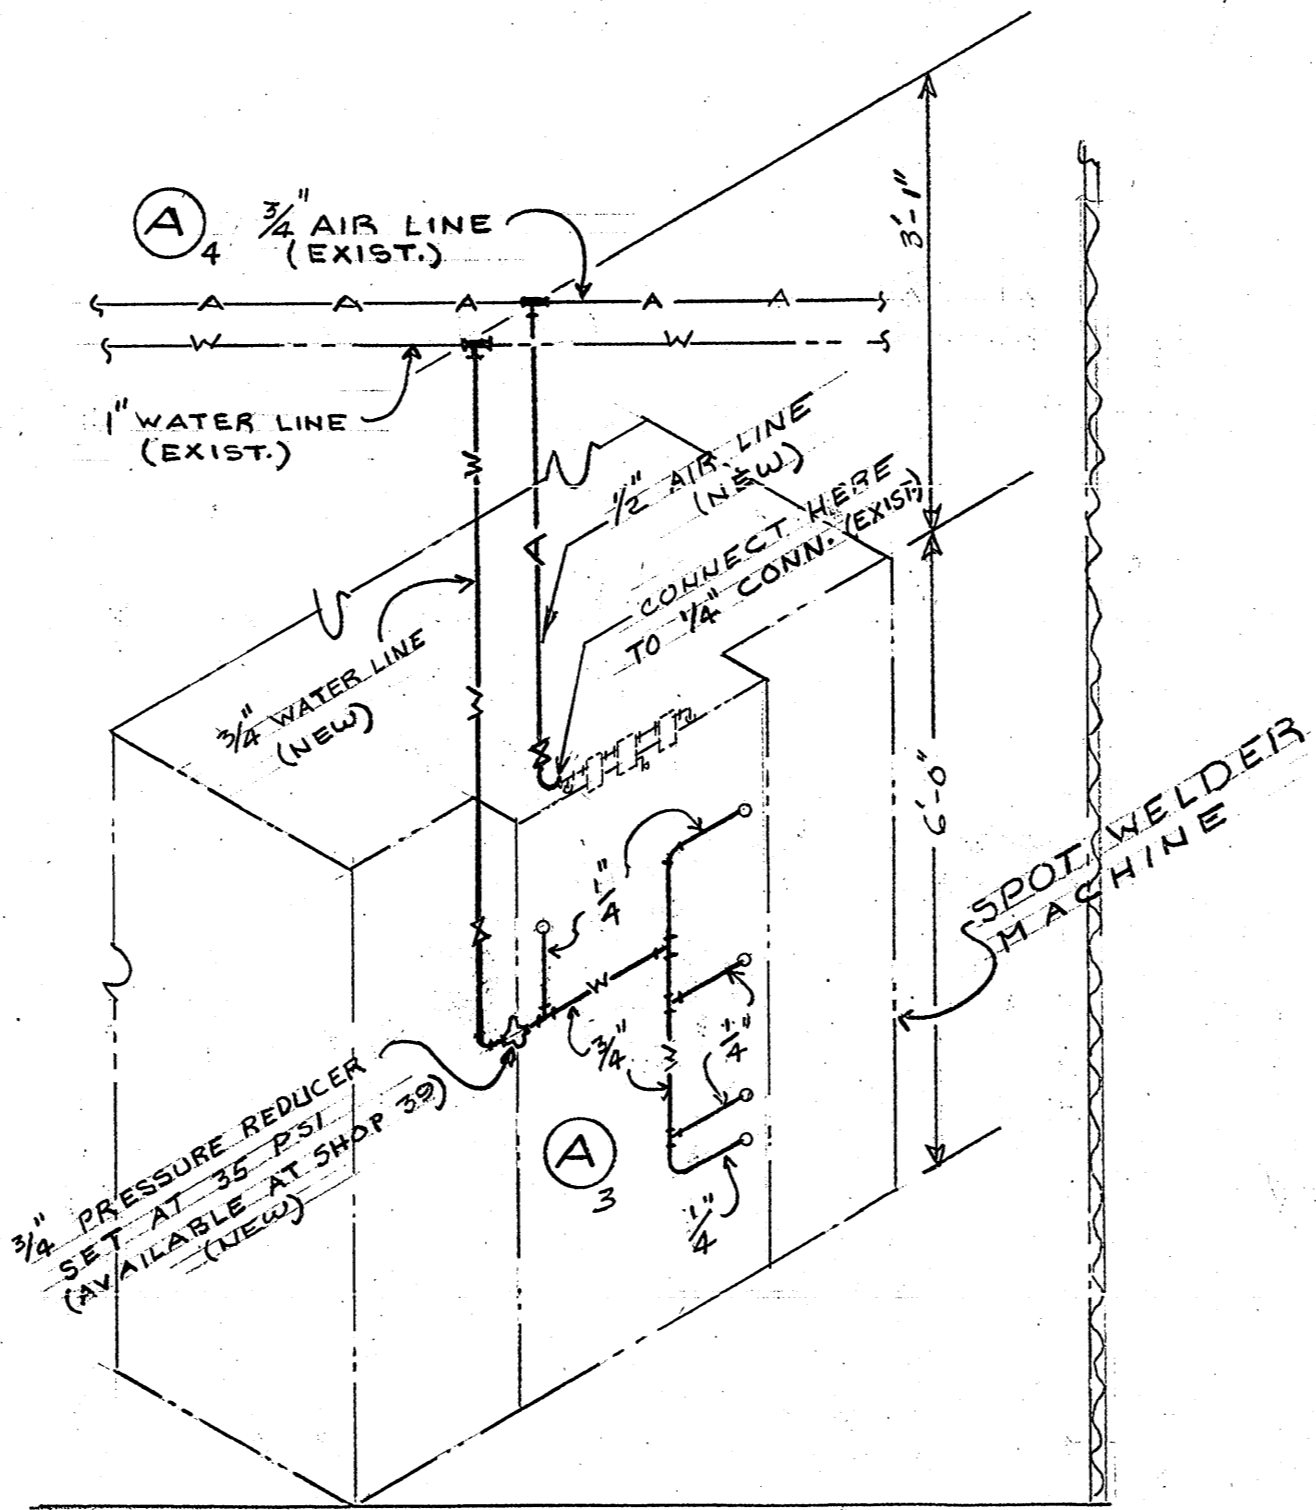 A 4
3/4" AIR LINE
(EXIST.)
A A A A A
W W
1" WATER LINE
(EXIST.)
3'-1"
W
A
1/2" AIR LINE
(NEW)
CONNECT HERE
TO 1/4" CONN. (EXIST)
3/4" WATER LINE
(NEW)
W
6'-0"
SPOT WELDER
MACHINE
1/4"
W
3/4"
1/4"
W
3/4" PRESSURE REDUCER
SET AT 35 PSI
(AVAILABLE AT SHOP 39)
(NEW)
A 3
1/4"